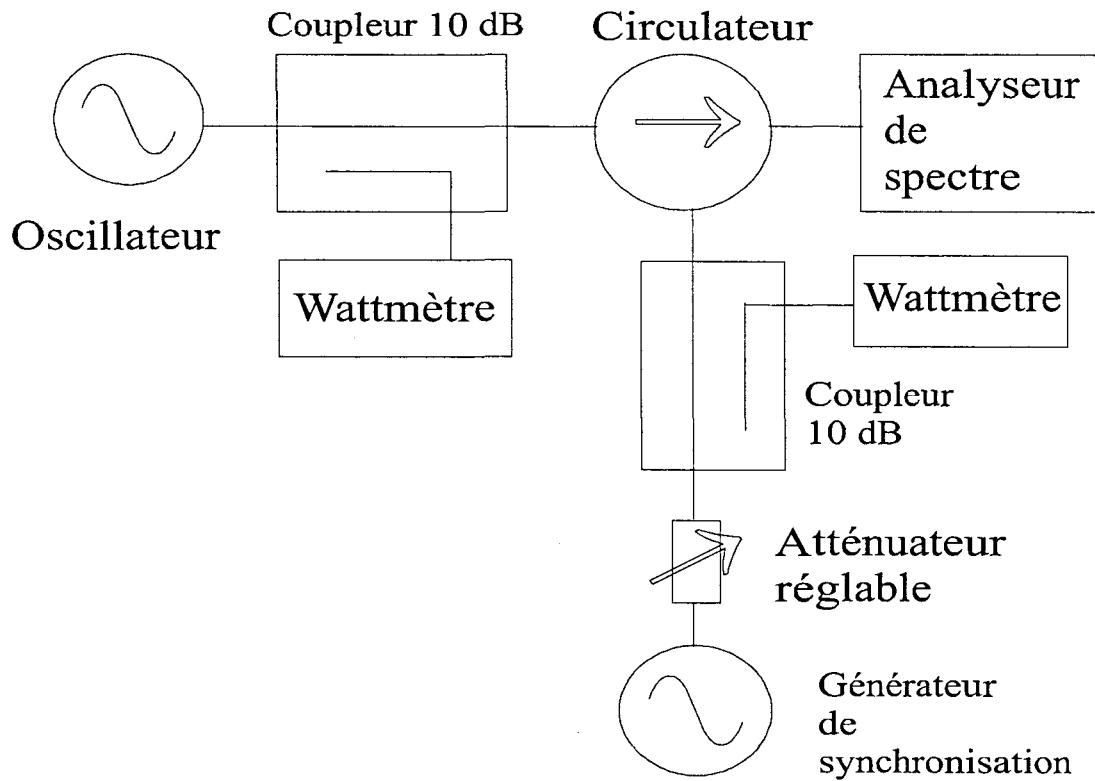 Coupleur 10 dB
Circulateur
Analyseur
de
spectre
Oscillateur
Wattmètre
Wattmètre
Coupleur
10 dB
Atténuateur
réglable
Générateur
de
synchronisation